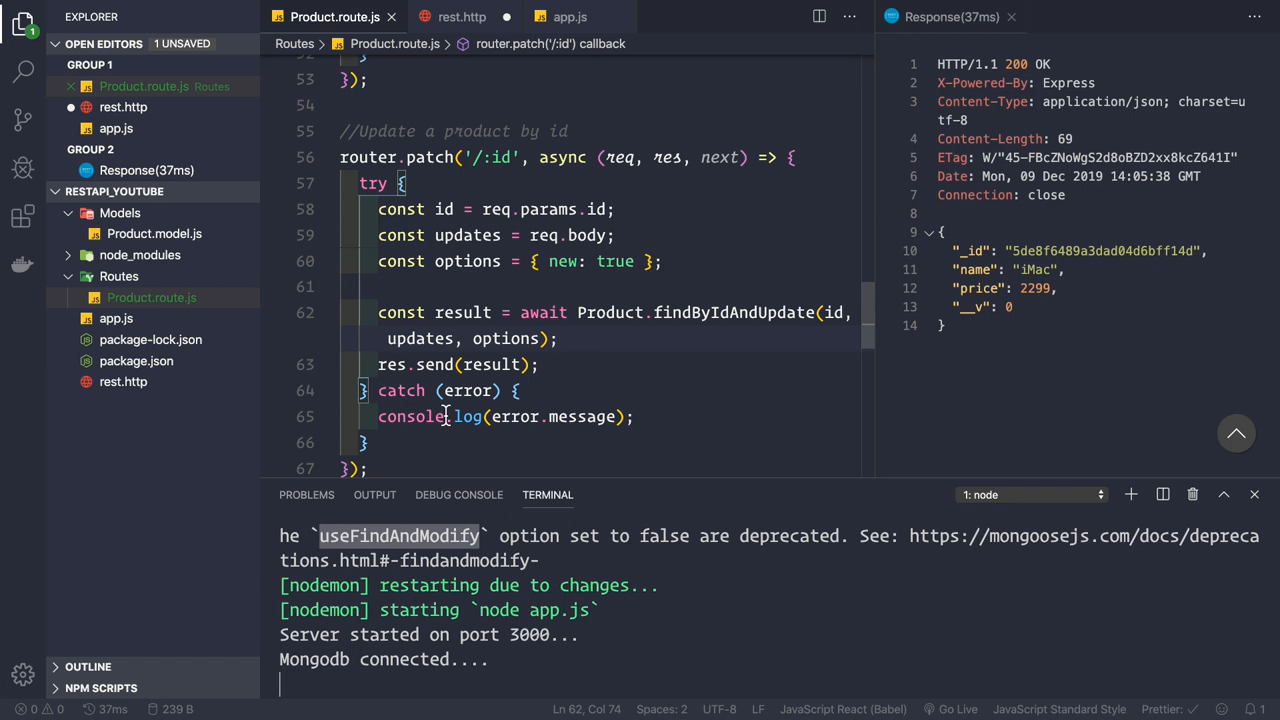 EXPLORER
OPEN EDITORS 1 UNSAVED
GROUP 1
Product.route.js Routes
rest.http
app.js
GROUP 2
Response(37ms)
RESTAPI_YOUTUBE
Models
Product.model.js
node_modules
Routes
Product.route.js
app.js
package-lock.json
package.json
rest.http
OUTLINE
NPM SCRIPTS
Product.route.js rest.http app.js
Routes > Product.route.js > router.patch('/:id') callback
53 });
54
55 //Update a product by id
56 router.patch('/:id', async (req, res, next) => {
57 try {
58 const id = req.params.id;
59 const updates = req.body;
60 const options = { new: true };
61
62 const result = await Product.findByIdAndUpdate(id,
updates, options);
63 res.send(result);
64 } catch (error) {
65 console.log(error.message);
66 }
67 });
Response(37ms)
1 HTTP/1.1 200 OK
2 X-Powered-By: Express
3 Content-Type: application/json; charset=u
tf-8
4 Content-Length: 69
5 ETag: W/"45-FBcZNoWgS2d8oBZD2xx8kcZ641I"
6 Date: Mon, 09 Dec 2019 14:05:38 GMT
7 Connection: close
8
9 {
10 "_id": "5de8f6489a3dad04d6bff14d",
11 "name": "iMac",
12 "price": 2299,
13 "__v": 0
14 }
PROBLEMS OUTPUT DEBUG CONSOLE TERMINAL 1: node
he `useFindAndModify` option set to false are deprecated. See: https://mongoosejs.com/docs/depreca
tions.html#-findandmodify-
[nodemon] restarting due to changes...
[nodemon] starting `node app.js`
Server started on port 3000...
Mongodb connected....
0 0 37ms 239 B Ln 62, Col 74 Spaces: 2 UTF-8 LF JavaScript React (Babel) Go Live JavaScript Standard Style Prettier: ✓ 1